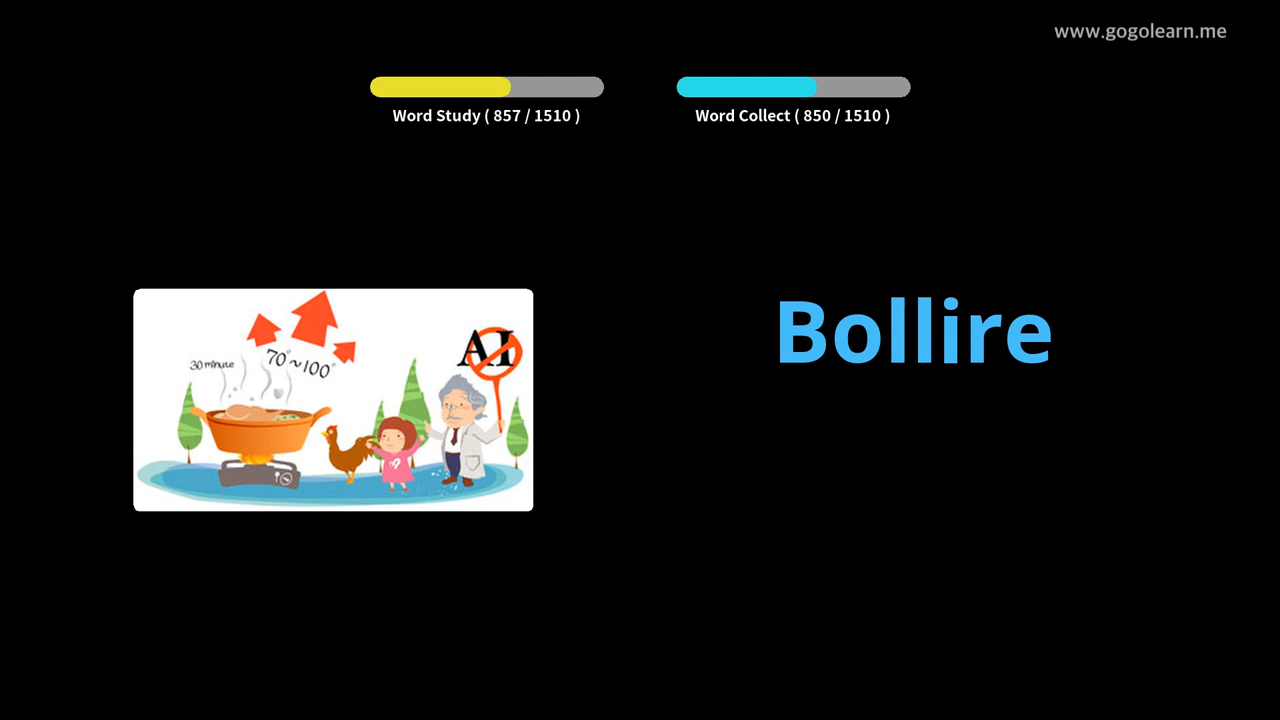 www.gogolearn.me
Word Study ( 857 / 1510 )
Word Collect ( 850 / 1510 )
30 minute
70°~100°
AI
Bollire